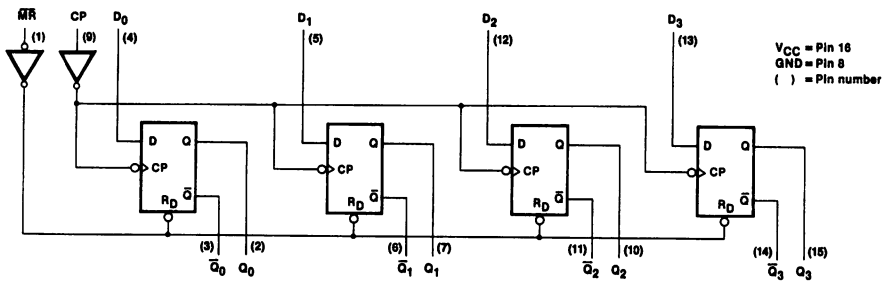 M̅R̅ CP D0 D1 D2 D3
(1) (9) (4) (5) (12) (13)
VCC = Pin 16
GND = Pin 8
( ) = Pin number
D Q D Q D Q D Q
CP CP CP CP
RD Q̅ RD Q̅ RD Q̅ RD Q̅
(3) (2) (6) (7) (11) (10) (14) (15)
Q̅0 Q0 Q̅1 Q1 Q̅2 Q2 Q̅3 Q3